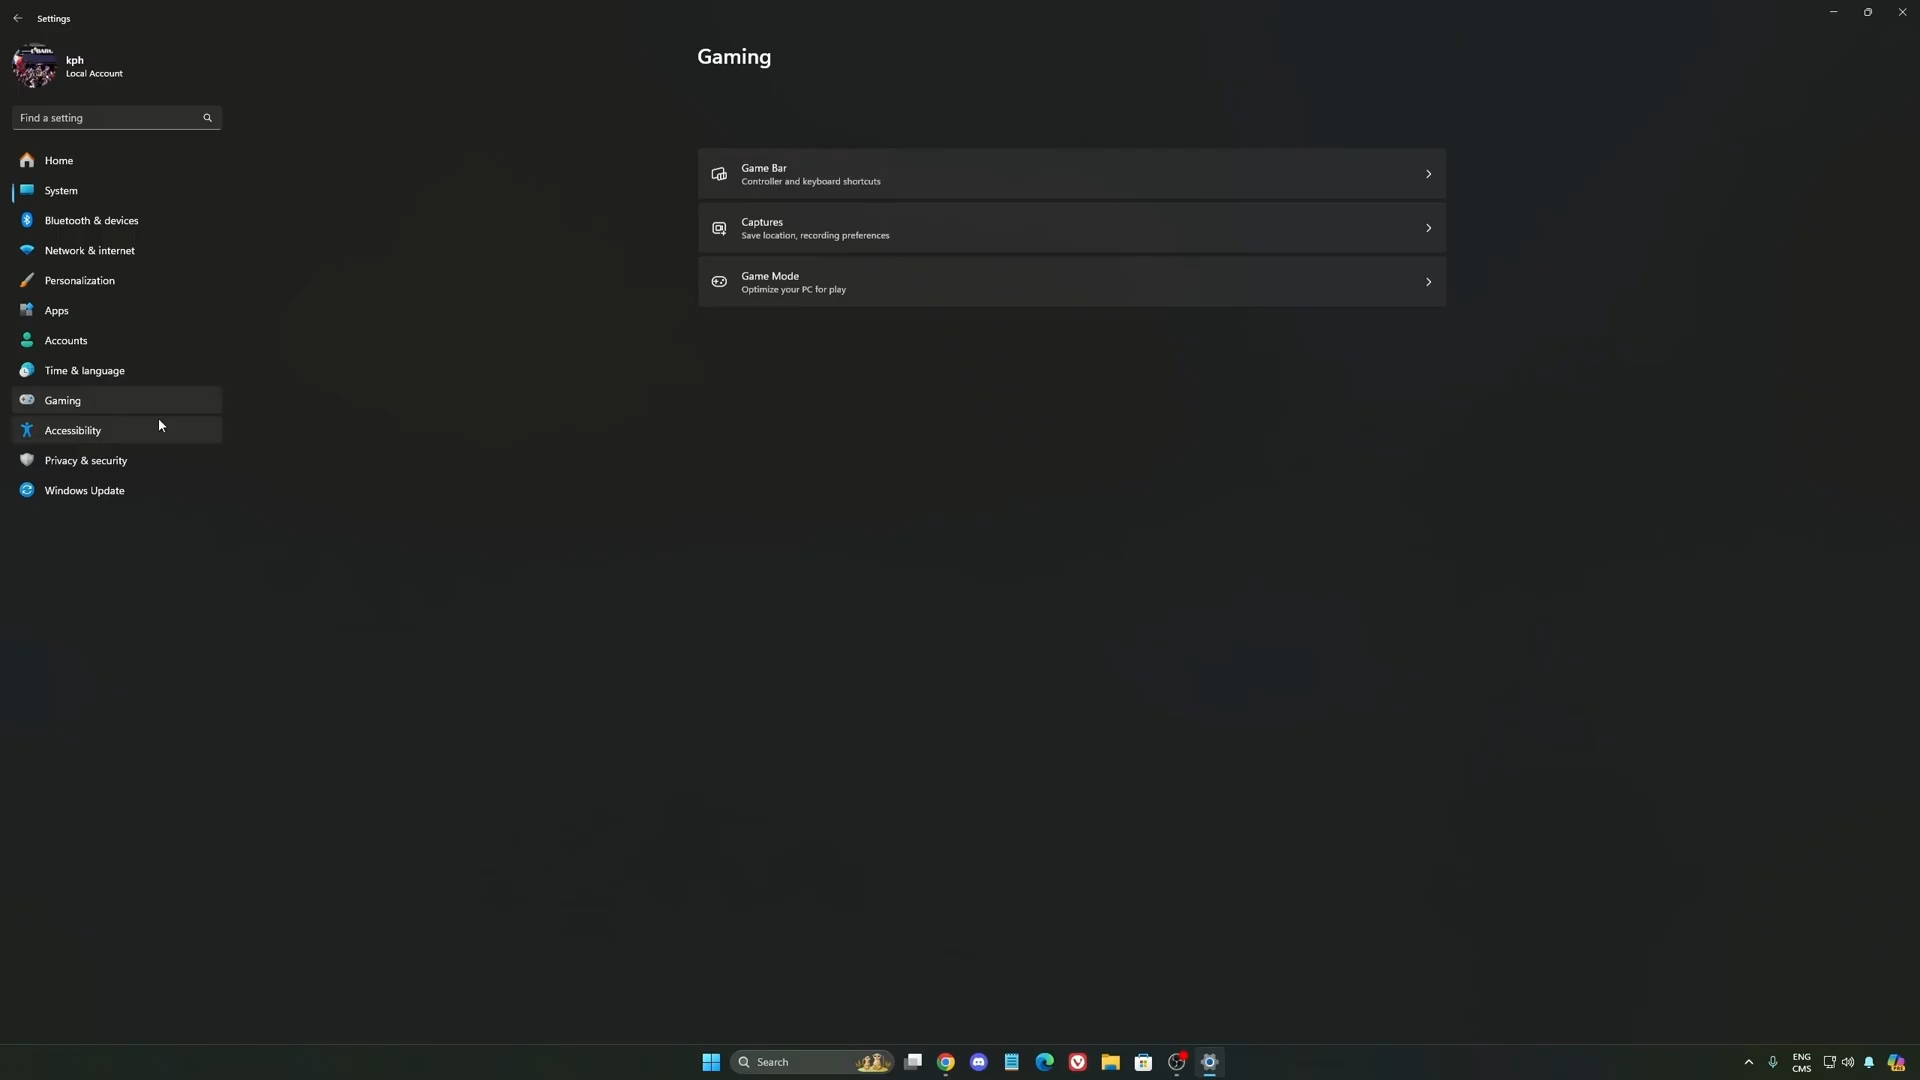 Settings
kph
Local Account
Find a setting
Home
System
Bluetooth & devices
Network & internet
Personalization
Apps
Accounts
Time & language
Gaming
Accessibility
Privacy & security
Windows Update
Gaming
Game Bar
Controller and keyboard shortcuts
Captures
Save location, recording preferences
Game Mode
Optimize your PC for play
Search
ENG
CMS